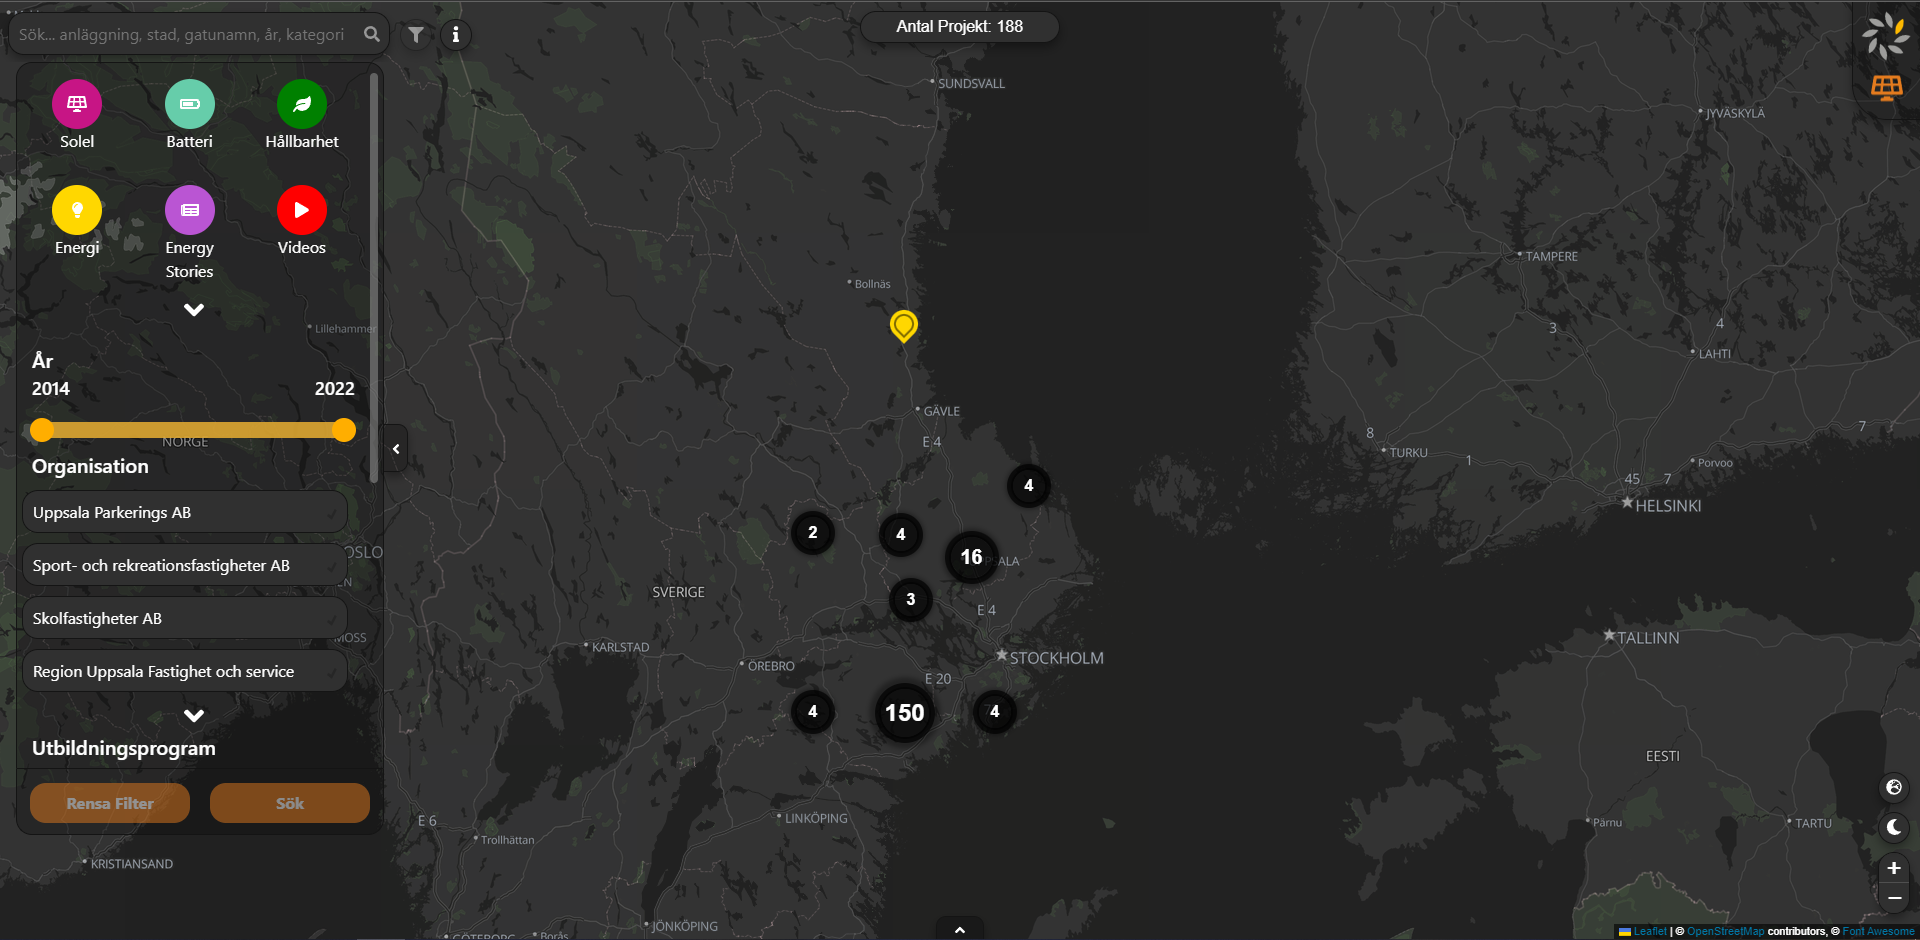 Sök... anläggning, stad, gatunamn, år, kategori
Antal Projekt: 188
Solel
Batteri
Hållbarhet
Energi
Energy
Stories
Videos
År
2014
2022
Organisation
Uppsala Parkerings AB
Sport- och rekreationsfastigheter AB
Skolfastigheter AB
Region Uppsala Fastighet och service
Utbildningsprogram
Rensa Filter
Sök
SUNDSVALL
JYVÄSKYLÄ
TAMPERE
Bollnäs
Lillehammer
3
4
LAHTI
GÄVLE
E 4
NORGE
8
7
TURKU
1
Porvoo
45
7
HELSINKI
4
2
4
16
OSLO
3
SVERIGE
E 4
MOSS
KARLSTAD
ÖREBRO
STOCKHOLM
TALLINN
E 20
4
150
4
EESTI
LINKÖPING
E 6
Trollhättan
Pärnu
TARTU
KRISTIANSAND
JÖNKÖPING
GÖTEBORG
Borås
+
−
Leaflet | © OpenStreetMap contributors, © Font Awesome